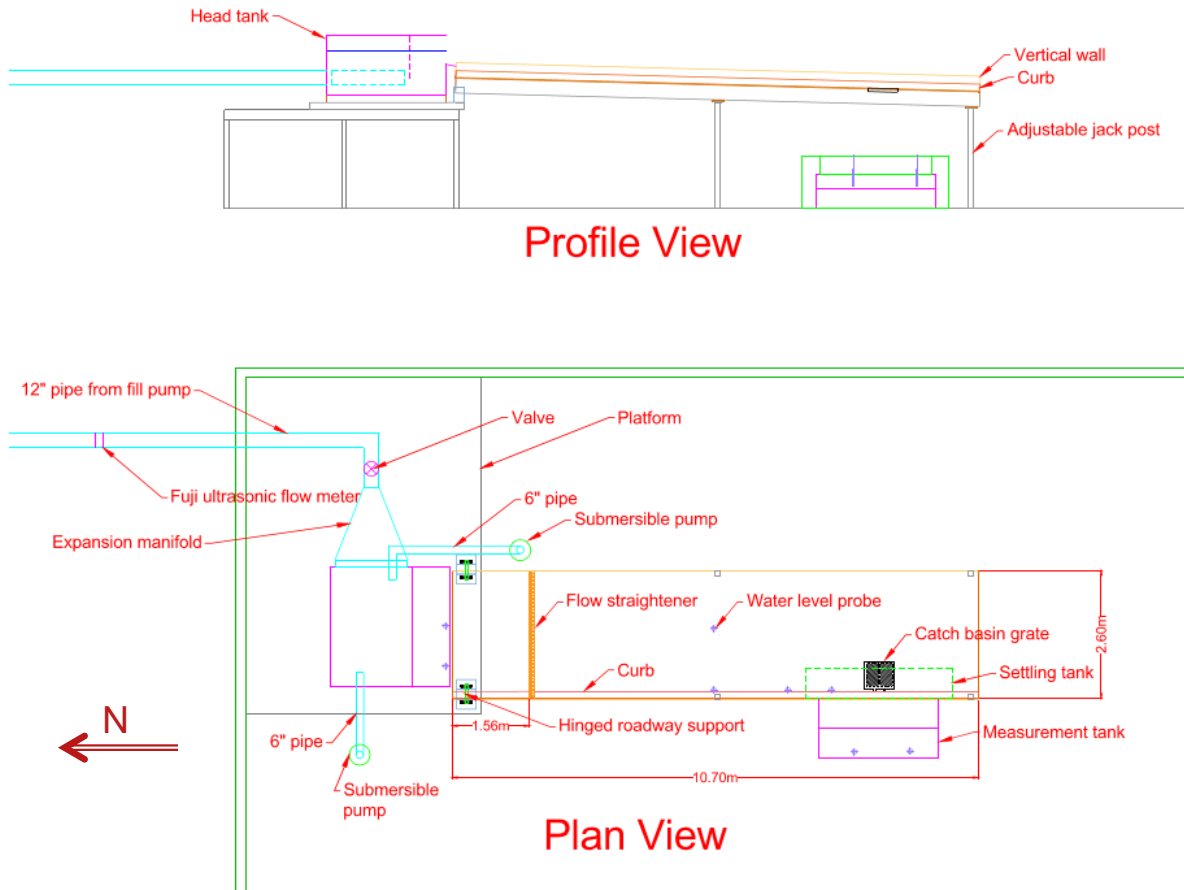 Head tank
Vertical wall
Curb
Adjustable jack post
Profile View
12" pipe from fill pump
Valve
Platform
Fuji ultrasonic flow meter
6" pipe
Submersible pump
Expansion manifold
Flow straightener
Water level probe
Catch basin grate
2.60m
Curb
Settling tank
N
1.56m
Hinged roadway support
Measurement tank
6" pipe
10.70m
Submersible
pump
Plan View